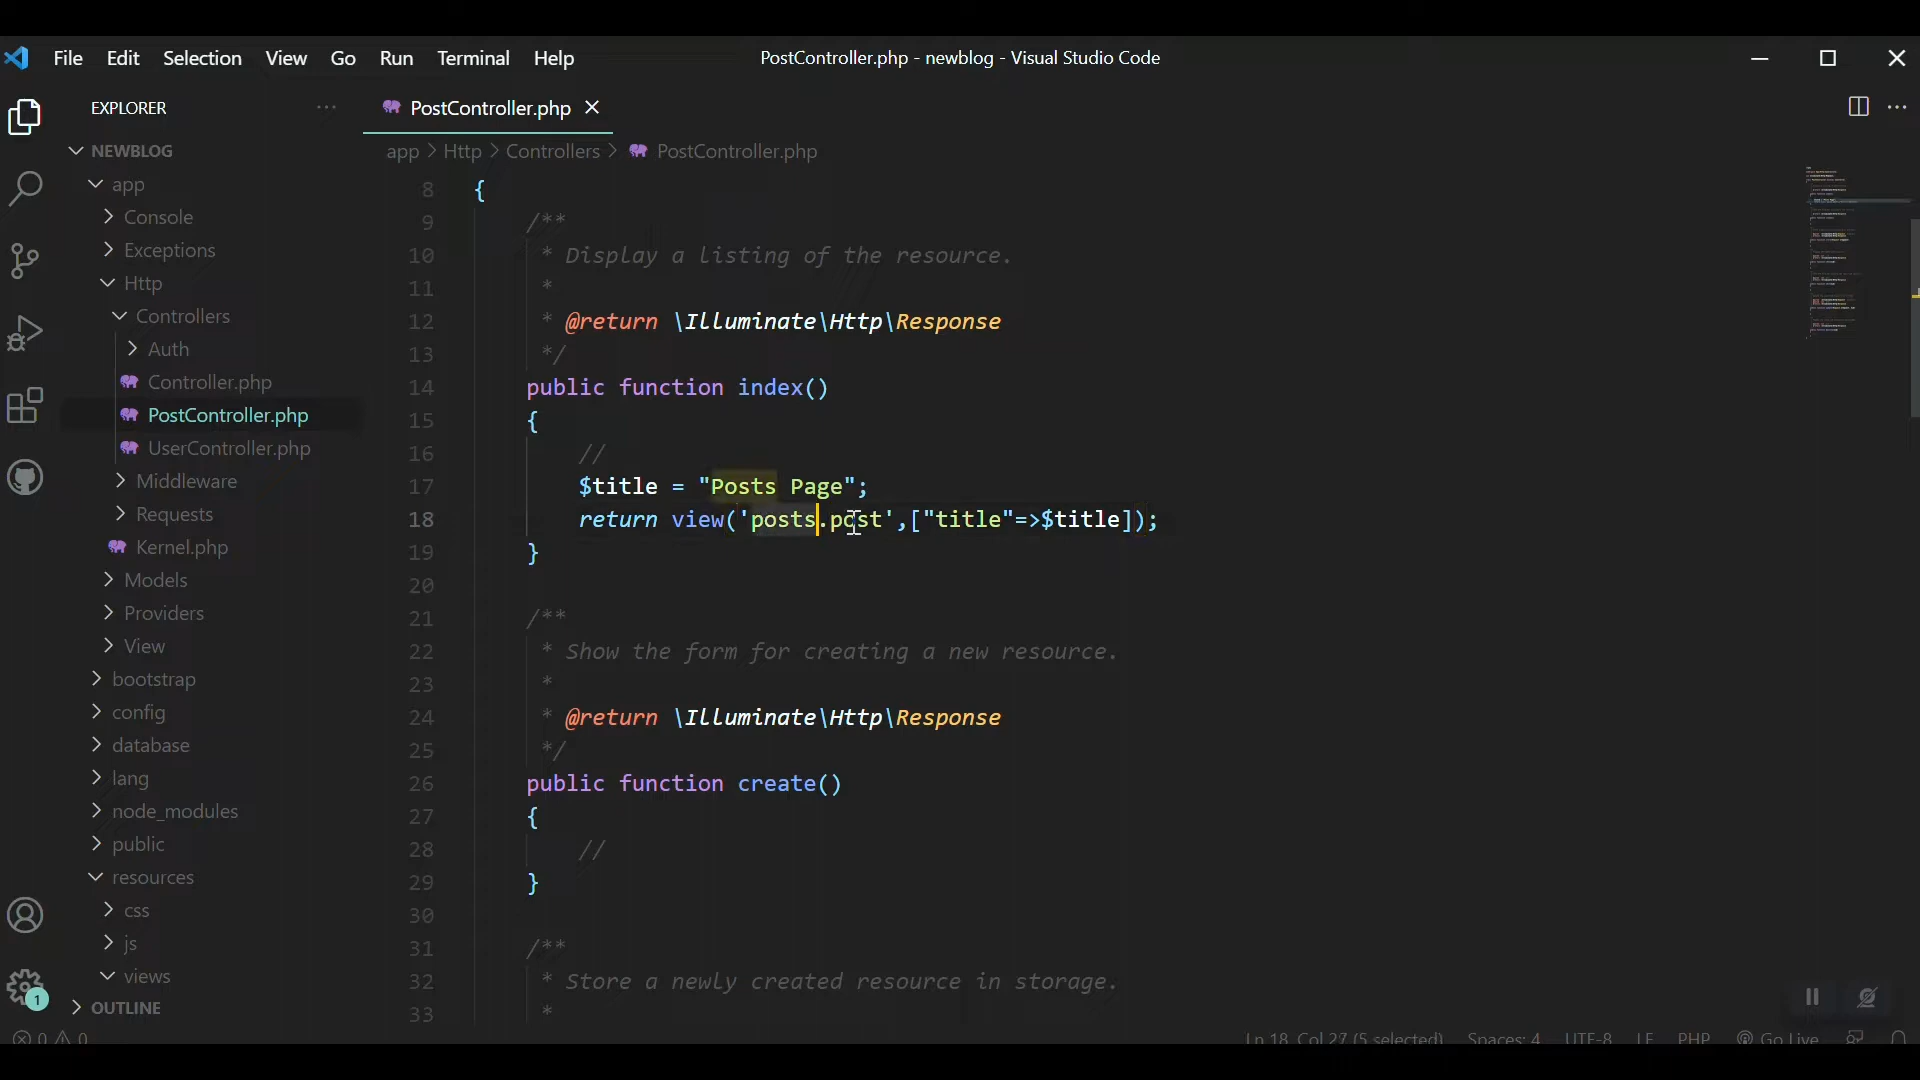 File Edit Selection View Go Run Terminal Help PostController.php - newblog - Visual Studio Code
EXPLORER ··· PostController.php
NEWBLOG app > Http > Controllers > PostController.php
app
Console
Exceptions
Http
Controllers
Auth
Controller.php
PostController.php
UserController.php
Middleware
Requests
Kernel.php
Models
Providers
View
bootstrap
config
database
lang
node_modules
public
resources
css
js
views
OUTLINE
8 {
9 /**
10 * Display a listing of the resource.
11 *
12 * @return \Illuminate\Http\Response
13 */
14 public function index()
15 {
16 //
17 $title = "Posts Page";
18 return view('posts.post',["title"=>$title]);
19 }
20
21 /**
22 * Show the form for creating a new resource.
23 *
24 * @return \Illuminate\Http\Response
25 */
26 public function create()
27 {
28 //
29 }
30
31 /**
32 * Store a newly created resource in storage.
33 *
1
0 0 Ln 18, Col 27 (5 selected) Spaces: 4 UTF-8 LF PHP Go Live